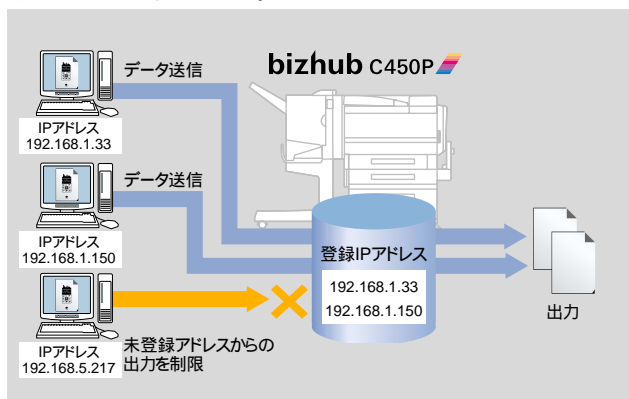 bizhub C450P
データ送信
IPアドレス
192.168.1.33
データ送信
IPアドレス
192.168.1.150
登録IPアドレス
192.168.1.33
192.168.1.150
出力
IPアドレス
192.168.5.217
未登録アドレスからの
出力を制限